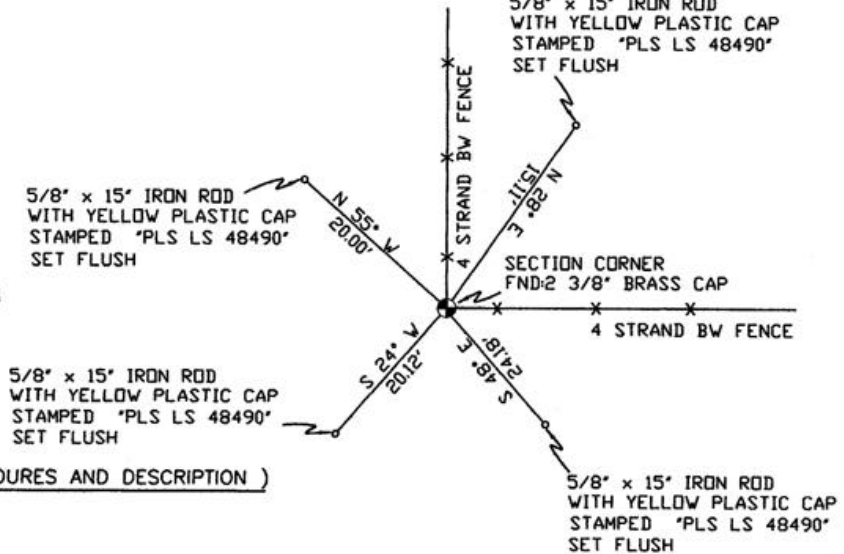 5/8" x 15" IRON ROD
WITH YELLOW PLASTIC CAP
STAMPED "PLS LS 48490"
SET FLUSH
4 STRAND BW FENCE
N 28° E
15.11'
5/8" x 15" IRON ROD
WITH YELLOW PLASTIC CAP
STAMPED "PLS LS 48490"
SET FLUSH
N 55° W
20.00'
SECTION CORNER
FND:2 3/8" BRASS CAP
4 STRAND BW FENCE
S 24° W
20.12'
S 48° E
24.18'
5/8" x 15" IRON ROD
WITH YELLOW PLASTIC CAP
STAMPED "PLS LS 48490"
SET FLUSH
DURES AND DESCRIPTION )
5/8" x 15" IRON ROD
WITH YELLOW PLASTIC CAP
STAMPED "PLS LS 48490"
SET FLUSH